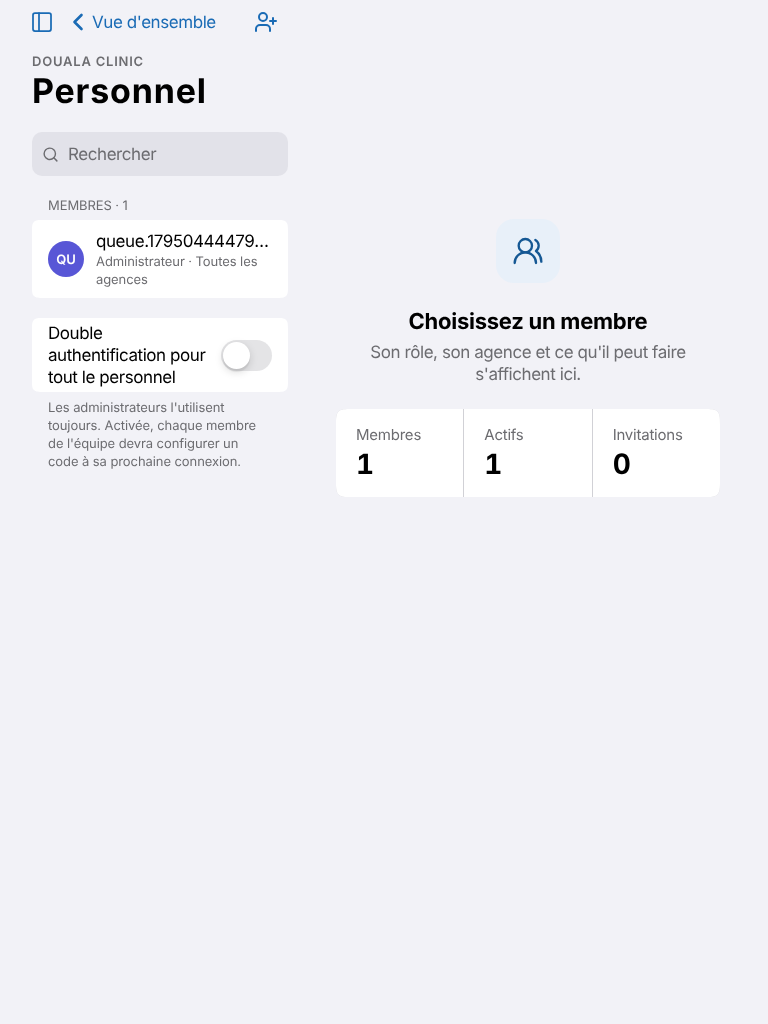 Vue d'ensemble
DOUALA CLINIC
Personnel
Rechercher
MEMBRES · 1
QU
queue.17950444479...
Administrateur · Toutes les
agences
Double
authentification pour
tout le personnel
Les administrateurs l'utilisent
toujours. Activée, chaque membre
de l'équipe devra configurer un
code à sa prochaine connexion.
Choisissez un membre
Son rôle, son agence et ce qu'il peut faire
s'affichent ici.
Membres
1
Actifs
1
Invitations
0